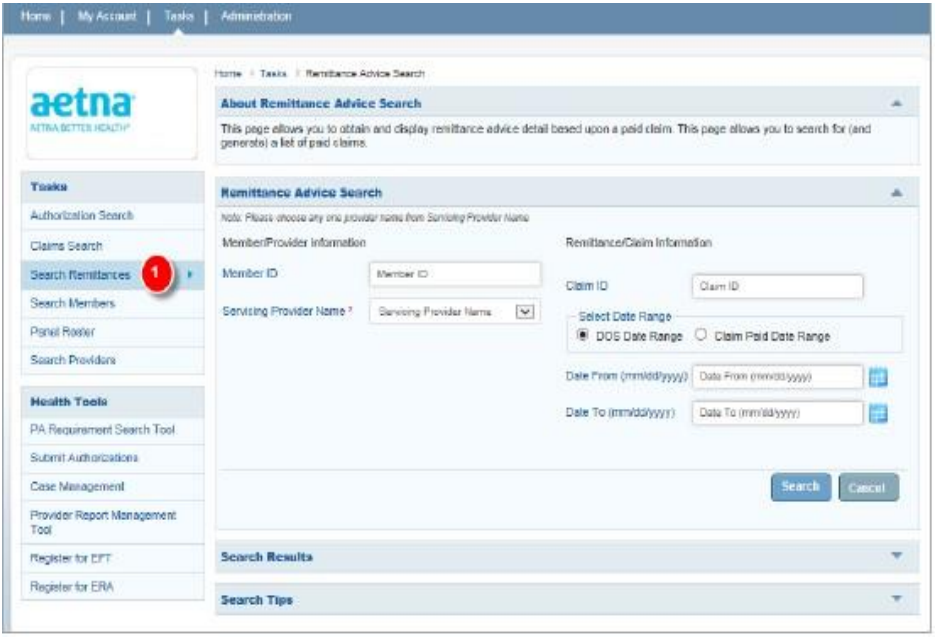 Home | My Account | Tasks | Administration
Home Tasks Remittance Advice Search
aetna
AETNA BETTER HEALTH®
About Remittance Advice Search
This page allows you to obtain and display remittance advice detail based upon a paid claim. This page allows you to search for (and
generate) a list of paid claims.
Tasks
Authorization Search
Claims Search
Search Remittances 1
Search Members
Panel Roster
Search Providers
Health Tools
PA Requirement Search Tool
Submit Authorizations
Case Management
Provider Report Management
Tool
Register for EFT
Register for ERA
Remittance Advice Search
Note: Please choose any one provider name from Servicing Provider Name
Member/Provider Information
Member ID Member ID
Servicing Provider Name * Servicing Provider Name
Remittance/Claim Information
Claim ID Claim ID
Select Date Range
DOS Date Range Claim Paid Date Range
Date From (mm/dd/yyyy) Date From (mm/dd/yyyy)
Date To (mm/dd/yyyy) Date To (mm/dd/yyyy)
Search Cancel
Search Results
Search Tips